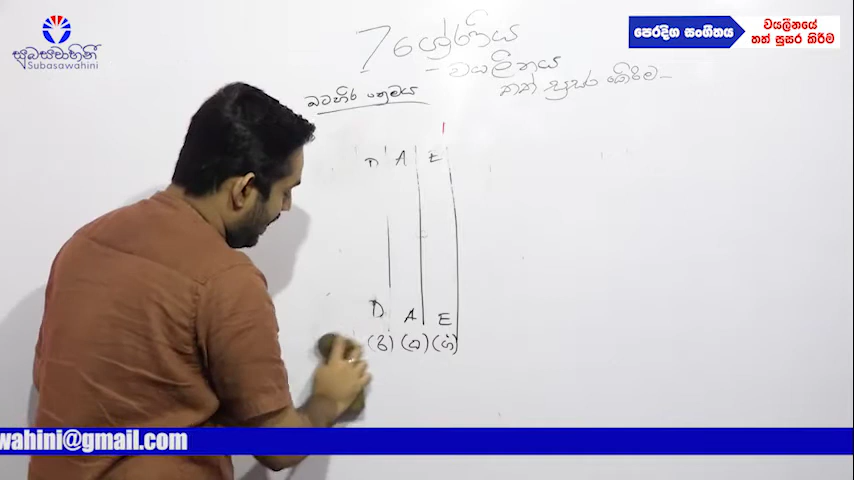 සුබසවාහිනී
Subasawahini
පෙරදිග සංගීතය
වයලීනයේ
තත් සුසර කිරීම
7 ශ්‍රේණිය
- වයලීනය
තත් සුසර කිරීම -
බටහිර ක්‍රමය
D A E
D A E
wahini@gmail.com